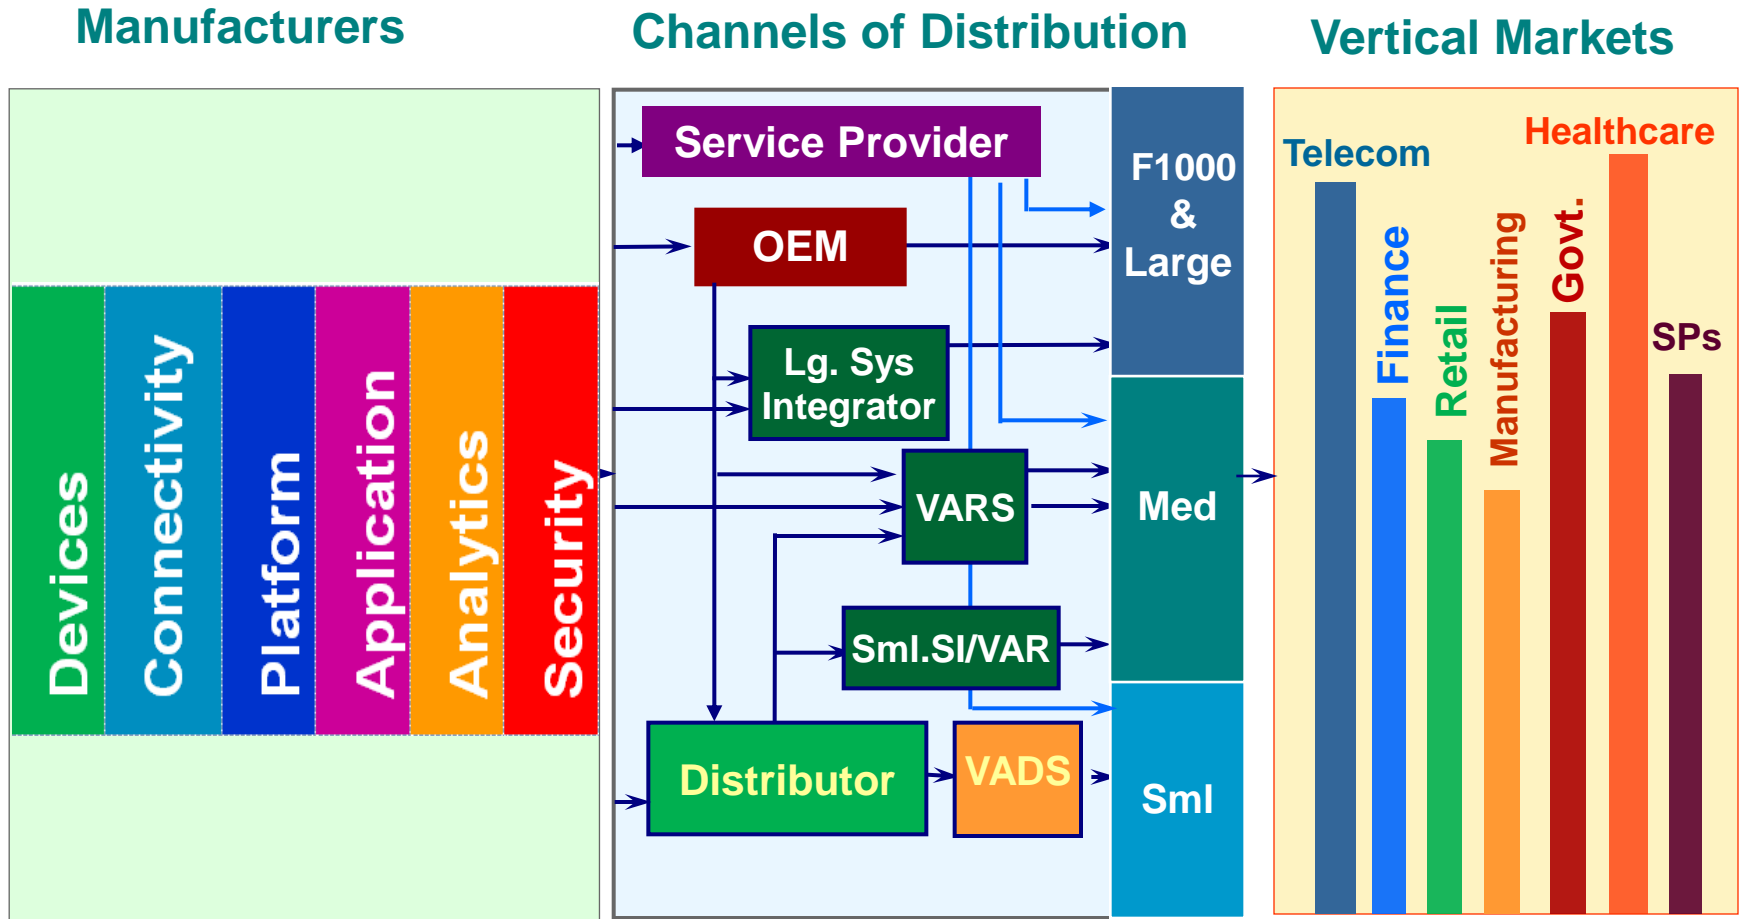 Manufacturers
Channels of Distribution
Vertical Markets
Devices
Connectivity
Platform
Application
Analytics
Security
Service Provider
OEM
Lg. Sys
Integrator
VARS
Sml.SI/VAR
Distributor
VADS
F1000
&
Large
Med
Sml
Telecom
Finance
Retail
Manufacturing
Govt.
Healthcare
SPs